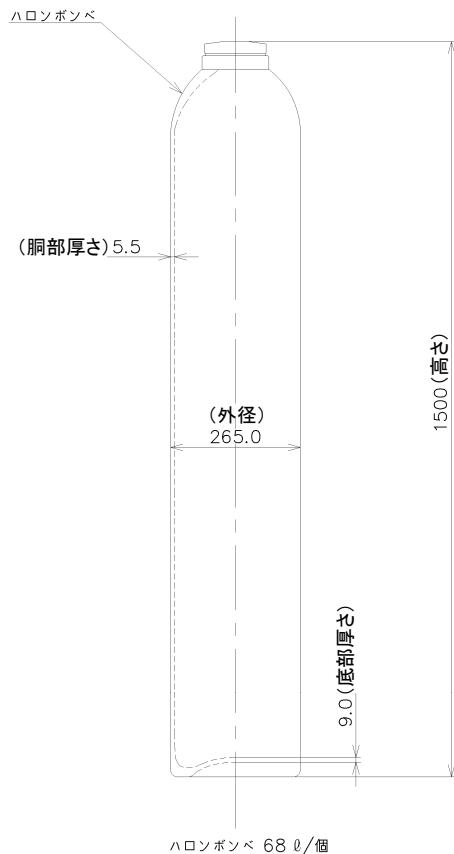 ハロンボンベ
(胴部厚さ)5.5
(外径)
265.0
1500(高さ)
9.0(底部厚さ)
ハロンボンベ 68 ℓ/個